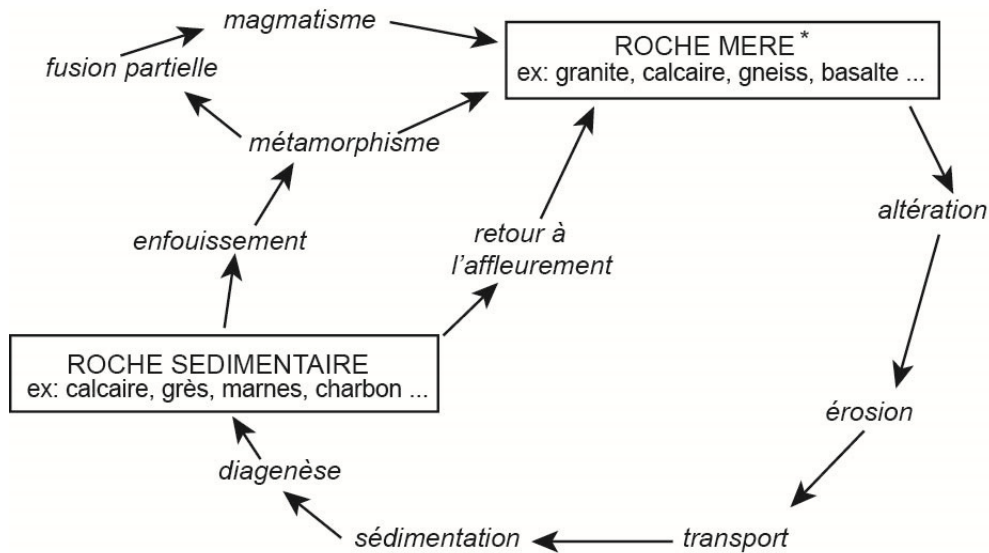 magmatisme
fusion partielle
ROCHE MERE *
ex: granite, calcaire, gneiss, basalte ...
métamorphisme
altération
enfouissement
retour à
l'affleurement
ROCHE SEDIMENTAIRE
ex: calcaire, grès, marnes, charbon ...
érosion
diagenèse
sédimentation
transport